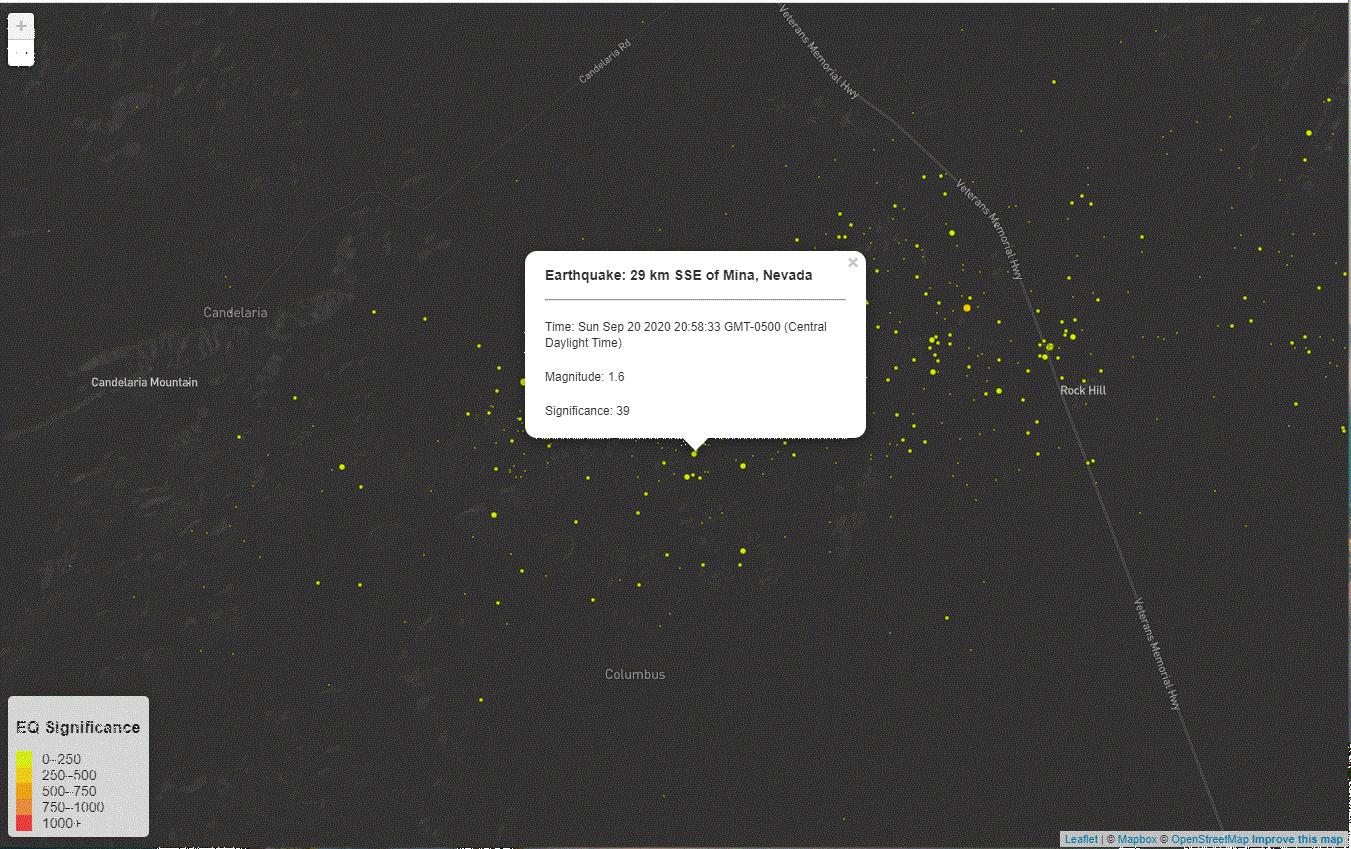 +
Candelaria Rd
Veterans Memorial Hwy
Veterans Memorial Hwy
×
Earthquake: 29 km SSE of Mina, Nevada
Time: Sun Sep 20 2020 20:58:33 GMT-0500 (Central
Daylight Time)
Magnitude: 1.6
Significance: 39
Candelaria
Candelaria Mountain
Rock Hill
Veterans Memorial Hwy
Columbus
EQ Significance
0–250
250–500
500–750
750–1000
1000+
Leaflet | © Mapbox © OpenStreetMap Improve this map